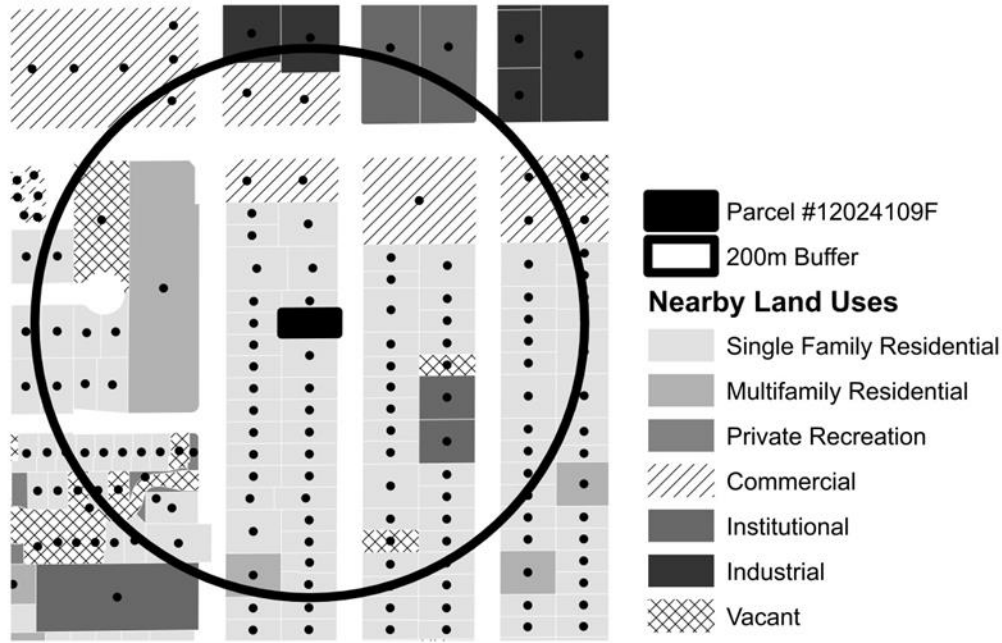 Parcel #12024109F
200m Buffer
Nearby Land Uses
Single Family Residential
Multifamily Residential
Private Recreation
Commercial
Institutional
Industrial
Vacant